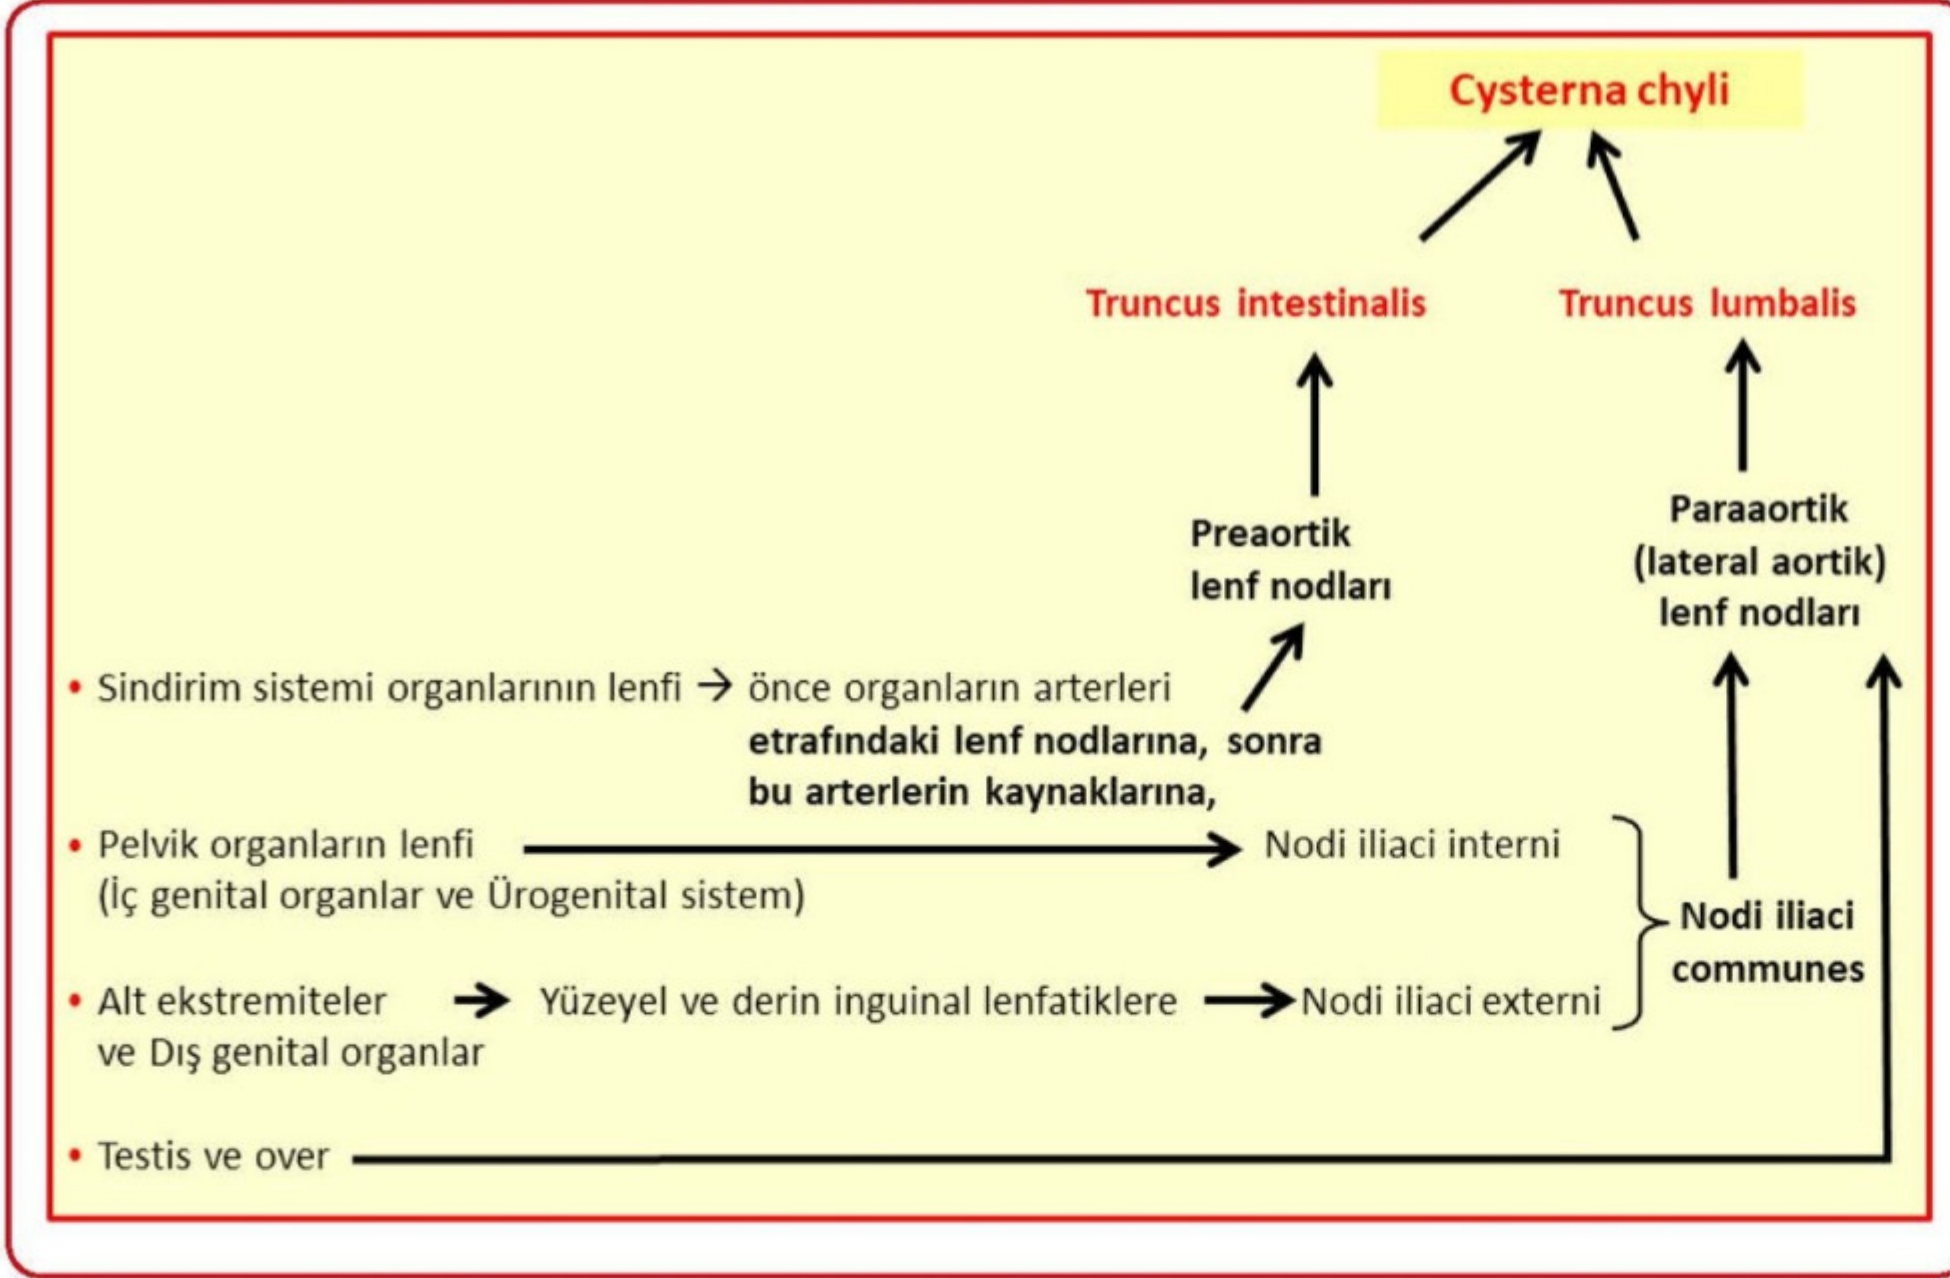 Cysterna chyli
Truncus intestinalis
Truncus lumbalis
Preaortik
lenf nodları
Paraaortik
(lateral aortik)
lenf nodları
• Sindirim sistemi organlarının lenfi → önce organların arterleri
etrafındaki lenf nodlarına, sonra
bu arterlerin kaynaklarına,
• Pelvik organların lenfi
(İç genital organlar ve Ürogenital sistem)
Nodi iliaci interni
Nodi iliaci
communes
• Alt ekstremiteler
ve Dış genital organlar
Yüzeyel ve derin inguinal lenfatiklere
Nodi iliaci externi
• Testis ve over